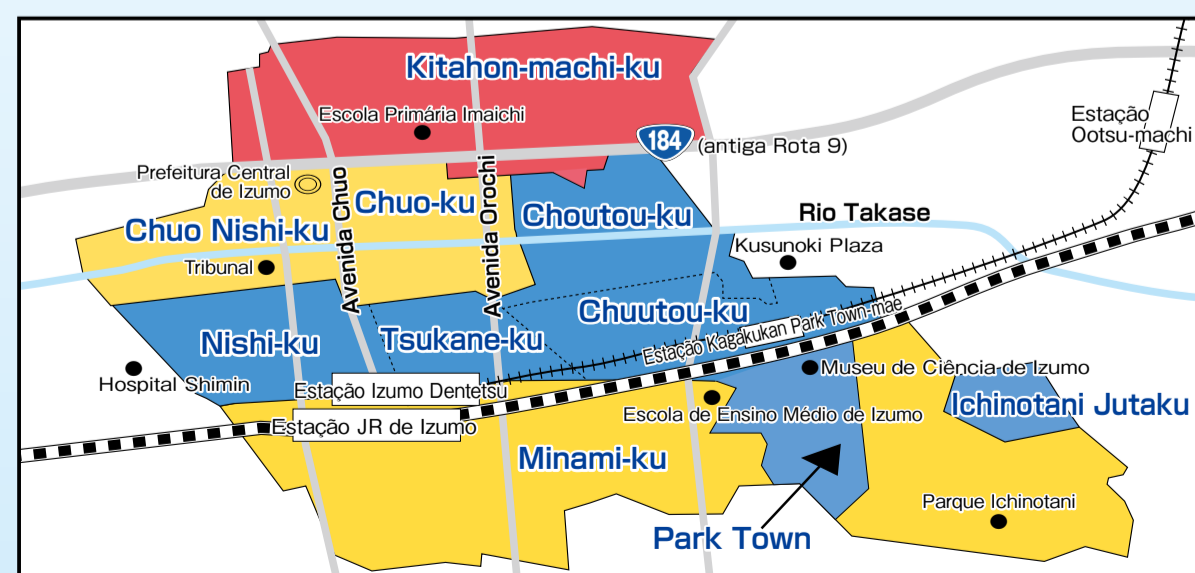 Kitahon-machi-ku
Escola Primária Imaichi
Estação
Ootsu-machi
184
(antiga Rota 9)
Prefeitura Central
de Izumo
Avenida Chuo
Chuo-ku
Avenida Orochi
Choutou-ku
Rio Takase
Chuo Nishi-ku
Kusunoki Plaza
Tribunal
Nishi-ku
Tsukane-ku
Chuutou-ku
Estação Kagakukan Park Town-mae
Hospital Shimin
Estação Izumo Dentetsu
Museu de Ciência de Izumo
Estação JR de Izumo
Escola de Ensino Médio de Izumo
Ichinotani Jutaku
Minami-ku
Parque Ichinotani
Park Town